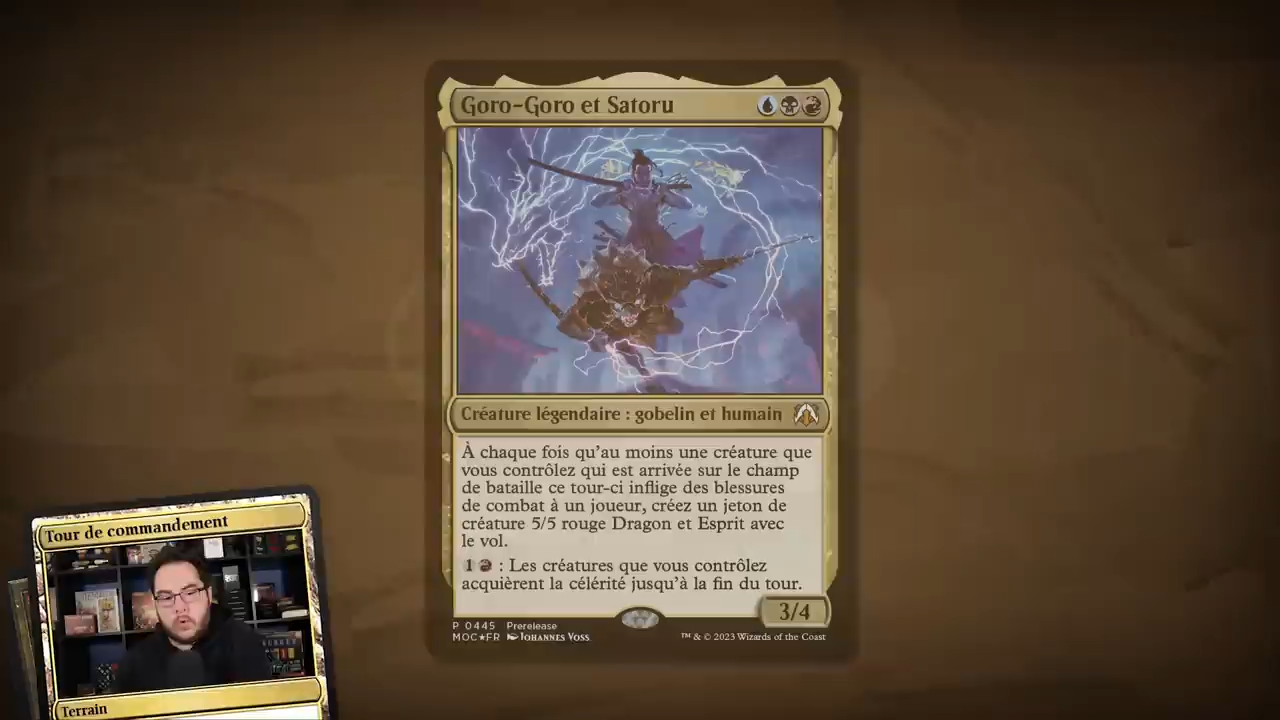 Goro-Goro et Satoru
Créature légendaire : gobelin et humain
À chaque fois qu'au moins une créature que
vous contrôlez qui est arrivée sur le champ
de bataille ce tour-ci inflige des blessures
de combat à un joueur, créez un jeton de
créature 5/5 rouge Dragon et Esprit avec
le vol.
1 : Les créatures que vous contrôlez
acquièrent la célérité jusqu'à la fin du tour.
3/4
P 0445 Prerelease
MOC★FR Johannes Voss
™ & © 2023 Wizards of the Coast
Tour de commandement
Terrain